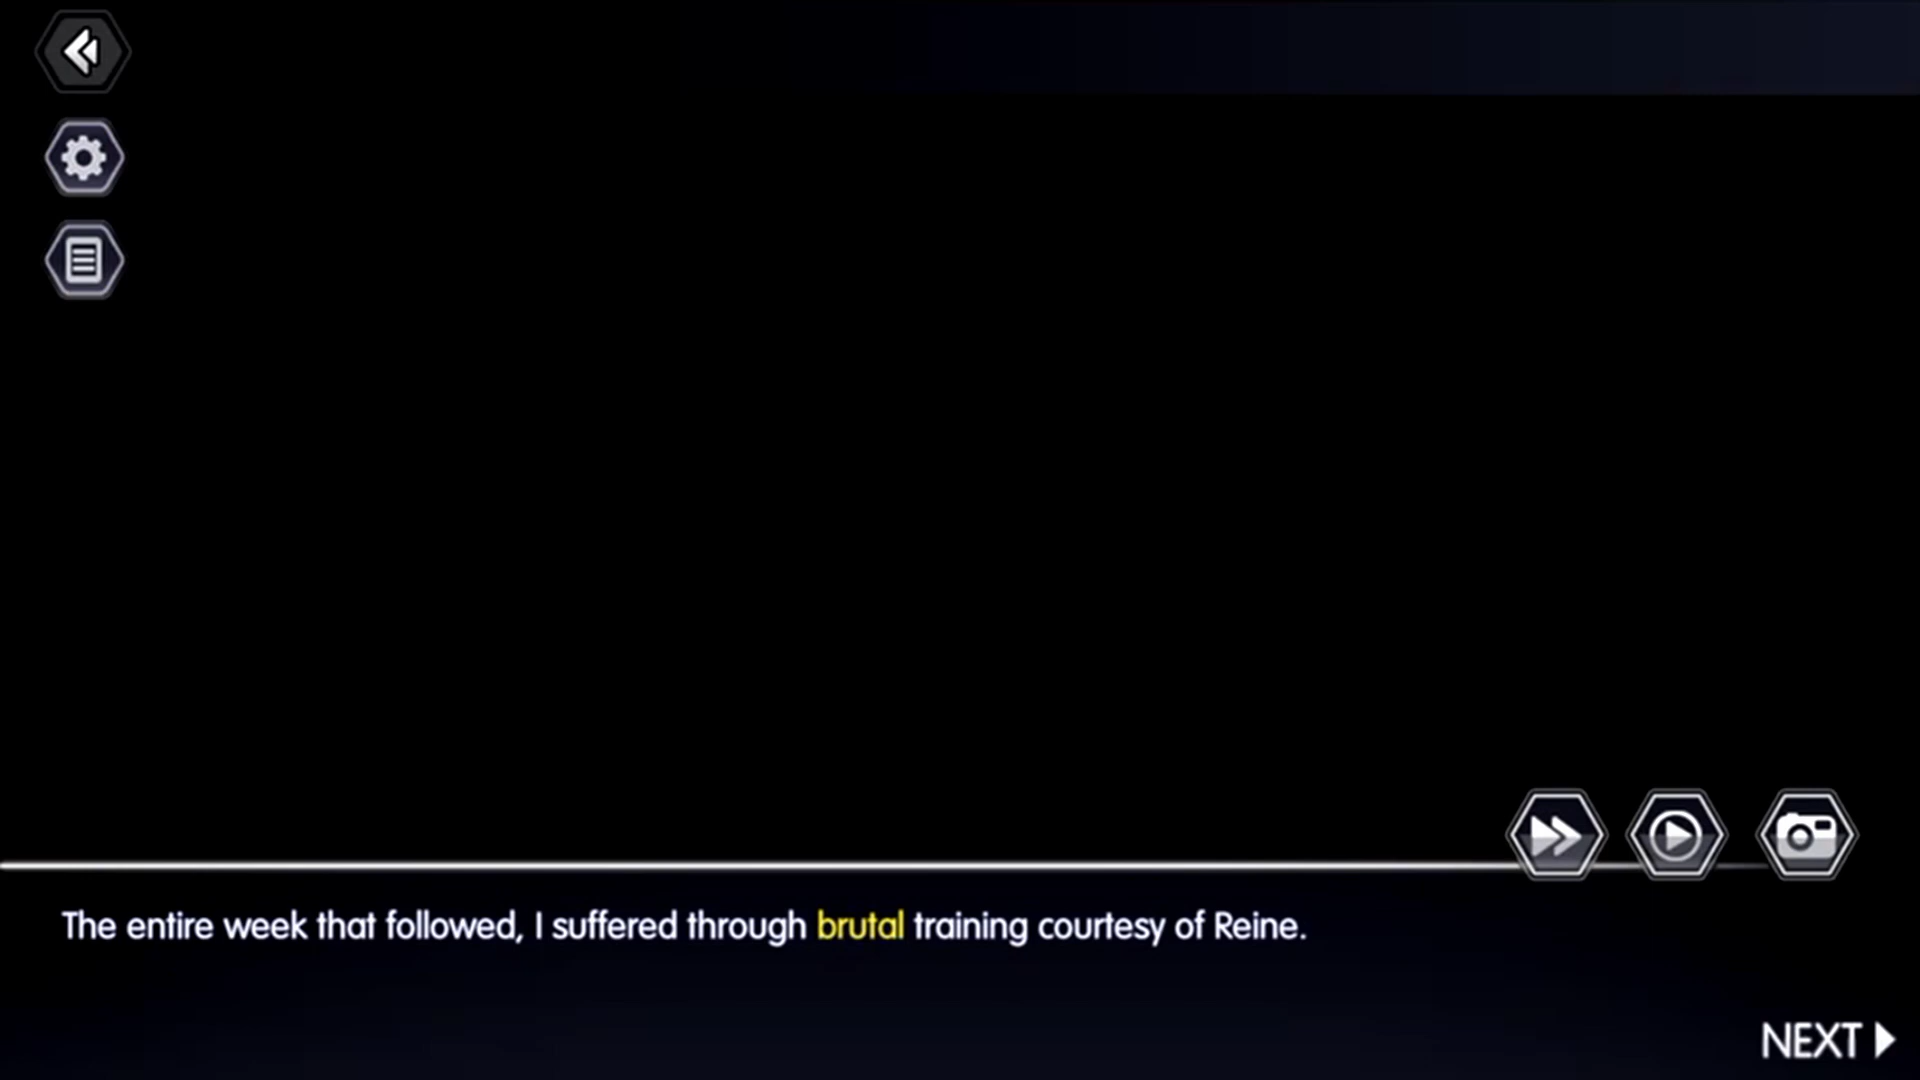 The entire week that followed, I suffered through brutal training courtesy of Reine.
NEXT